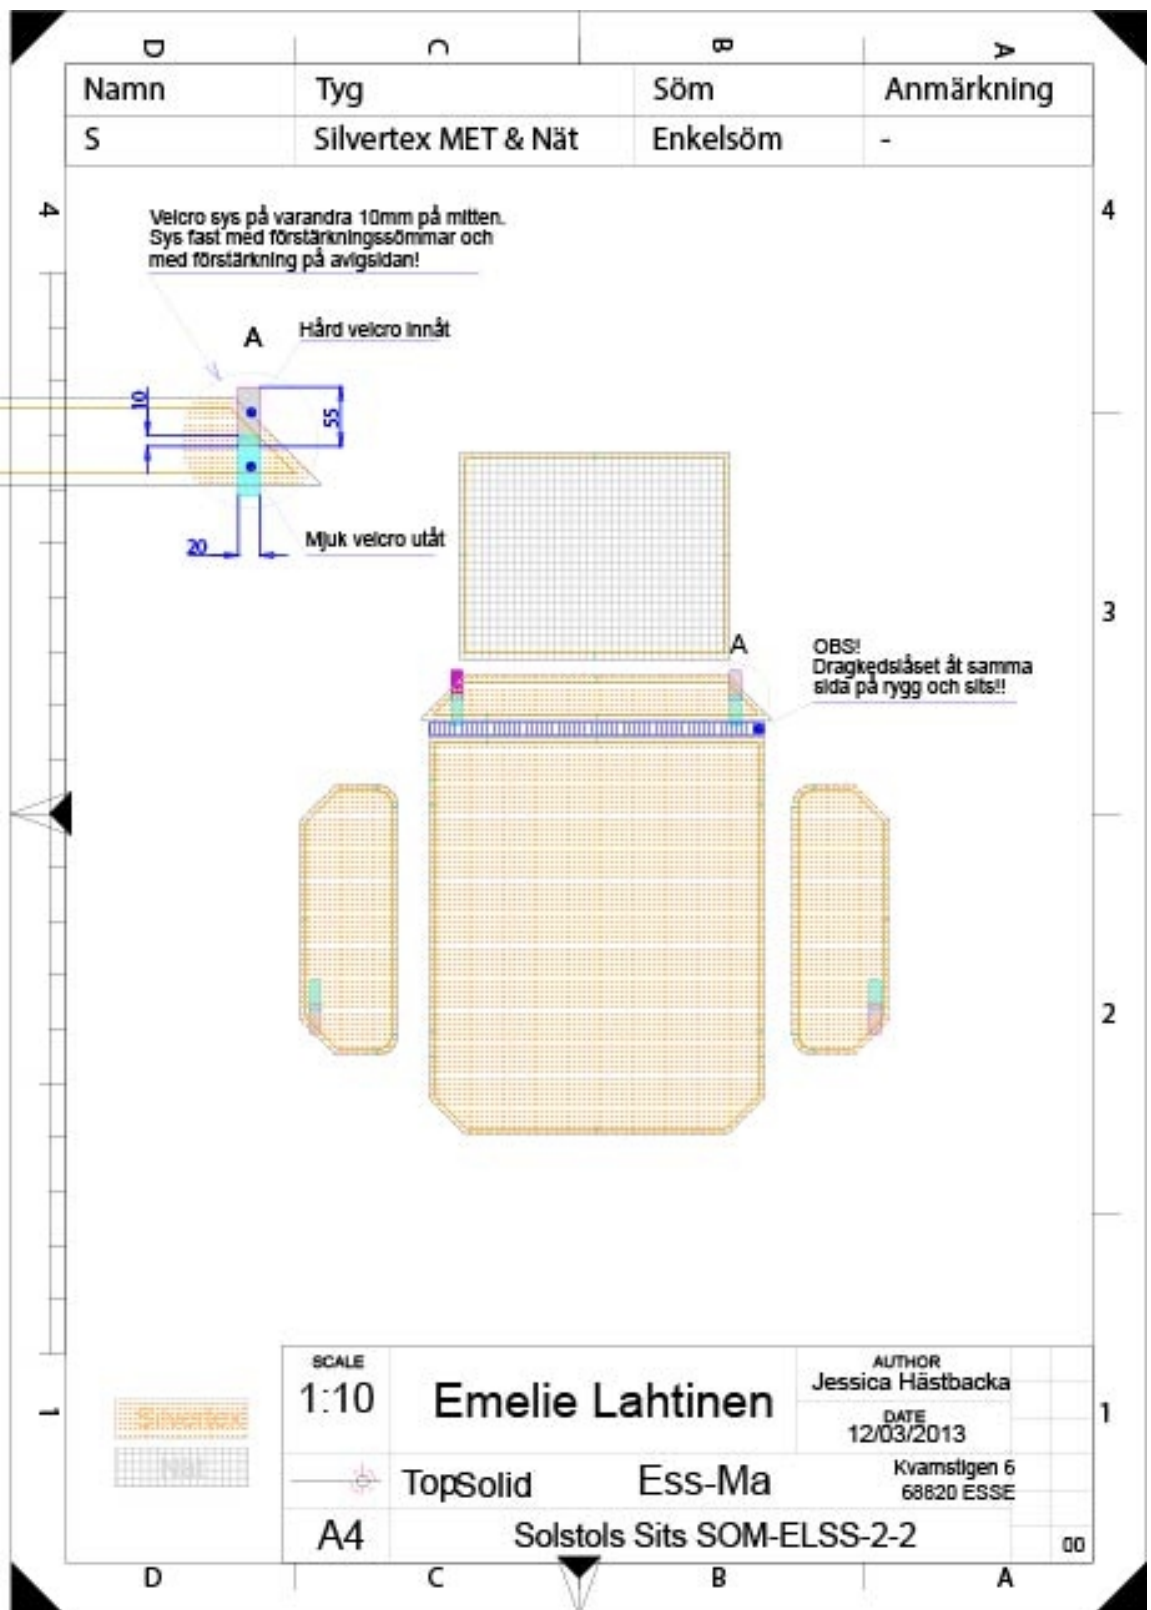 D C B A
Namn Tyg Söm Anmärkning
S Silvertex MET & Nät Enkelsöm -
4 4
Velcro sys på varandra 10mm på mitten.
Sys fast med förstärkningssömmar och
med förstärkning på avigsidan!
A
Hård velcro innåt
10
55
20
Mjuk velcro utåt
3
A
OBS!
Dragkedslåset åt samma
sida på rygg och sits!!
2
SCALE
1:10
Emelie Lahtinen
AUTHOR
Jessica Hästbacka
DATE
12/03/2013
1 1
Silvertex
Nät
TopSolid
Ess-Ma
Kvarnstigen 6
68820 ESSE
A4
Solstols Sits SOM-ELSS-2-2
00
D C B A